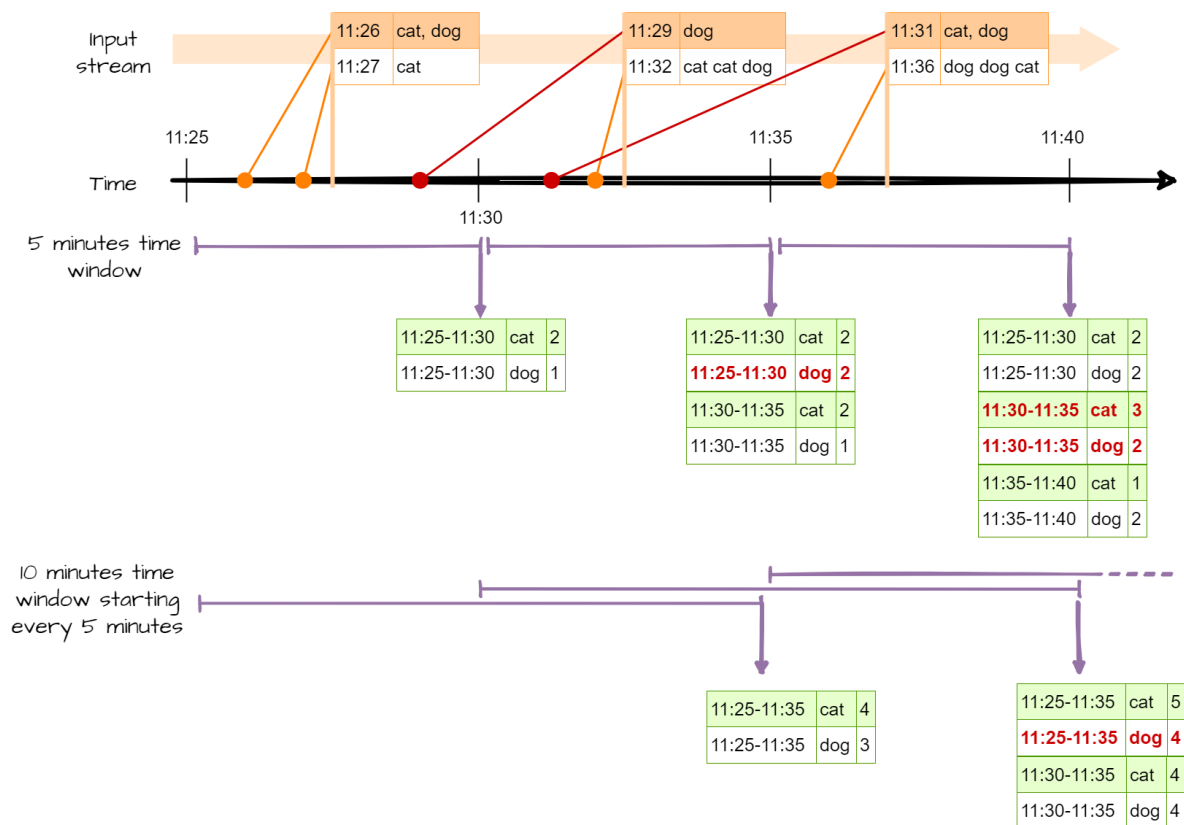 Input
stream
11:26 cat, dog
11:27 cat
11:29 dog
11:32 cat cat dog
11:31 cat, dog
11:36 dog dog cat
11:25
11:35
11:40
Time
11:30
5 minutes time
window
11:25-11:30 cat 2
11:25-11:30 dog 1
11:25-11:30 cat 2
11:25-11:30 dog 2
11:30-11:35 cat 2
11:30-11:35 dog 1
11:25-11:30 cat 2
11:25-11:30 dog 2
11:30-11:35 cat 3
11:30-11:35 dog 2
11:35-11:40 cat 1
11:35-11:40 dog 2
10 minutes time
window starting
every 5 minutes
11:25-11:35 cat 4
11:25-11:35 dog 3
11:25-11:35 cat 5
11:25-11:35 dog 4
11:30-11:35 cat 4
11:30-11:35 dog 4